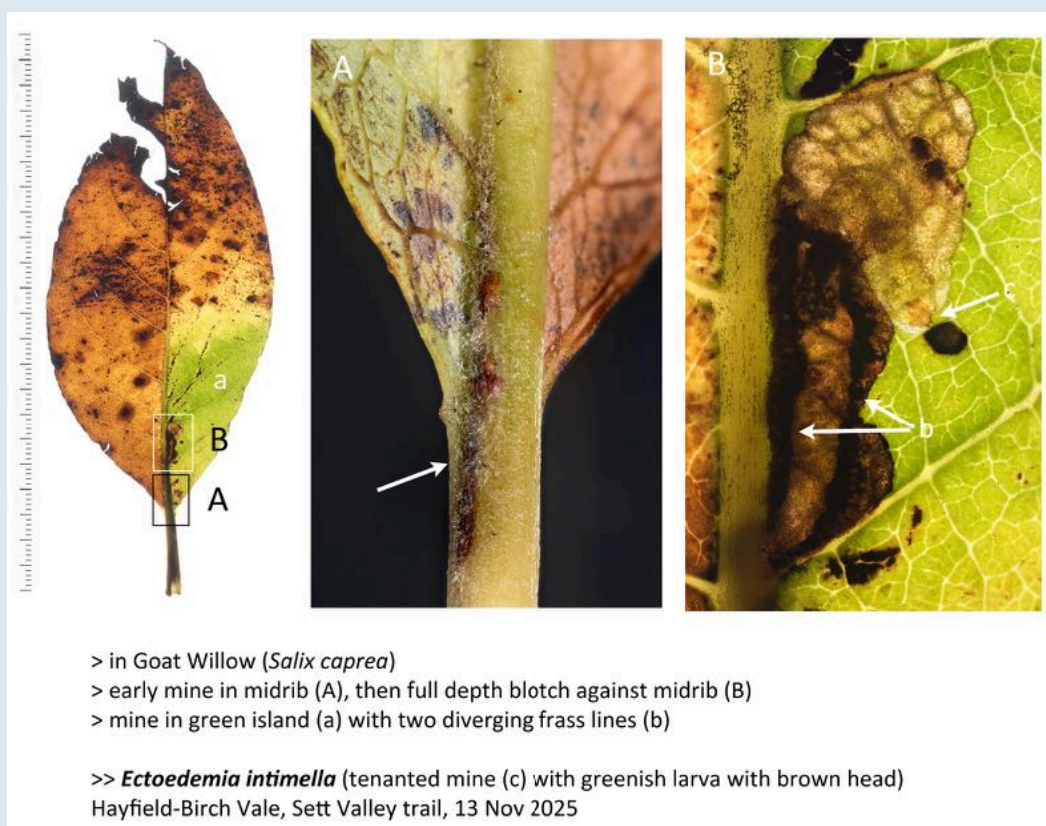 a
B
A
A
B
c
b
> in Goat Willow (Salix caprea)
> early mine in midrib (A), then full depth blotch against midrib (B)
> mine in green island (a) with two diverging frass lines (b)
>> Ectoedemia intimella (tenanted mine (c) with greenish larva with brown head)
Hayfield-Birch Vale, Sett Valley trail, 13 Nov 2025